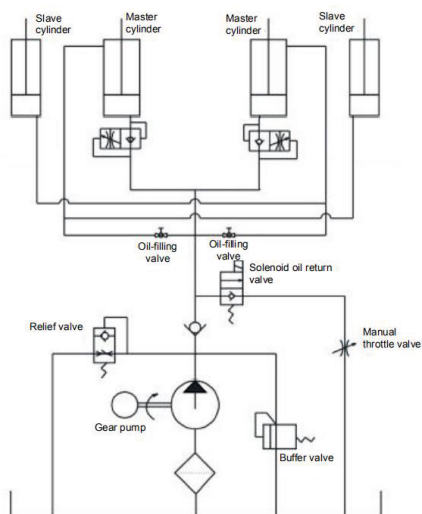 Slave
cylinder
Master
cylinder
Master
cylinder
Slave
cylinder
Oil-filling
valve
Oil-filling
valve
Solenoid oil return
valve
Relief valve
Manual
throttle valve
Gear pump
Buffer valve